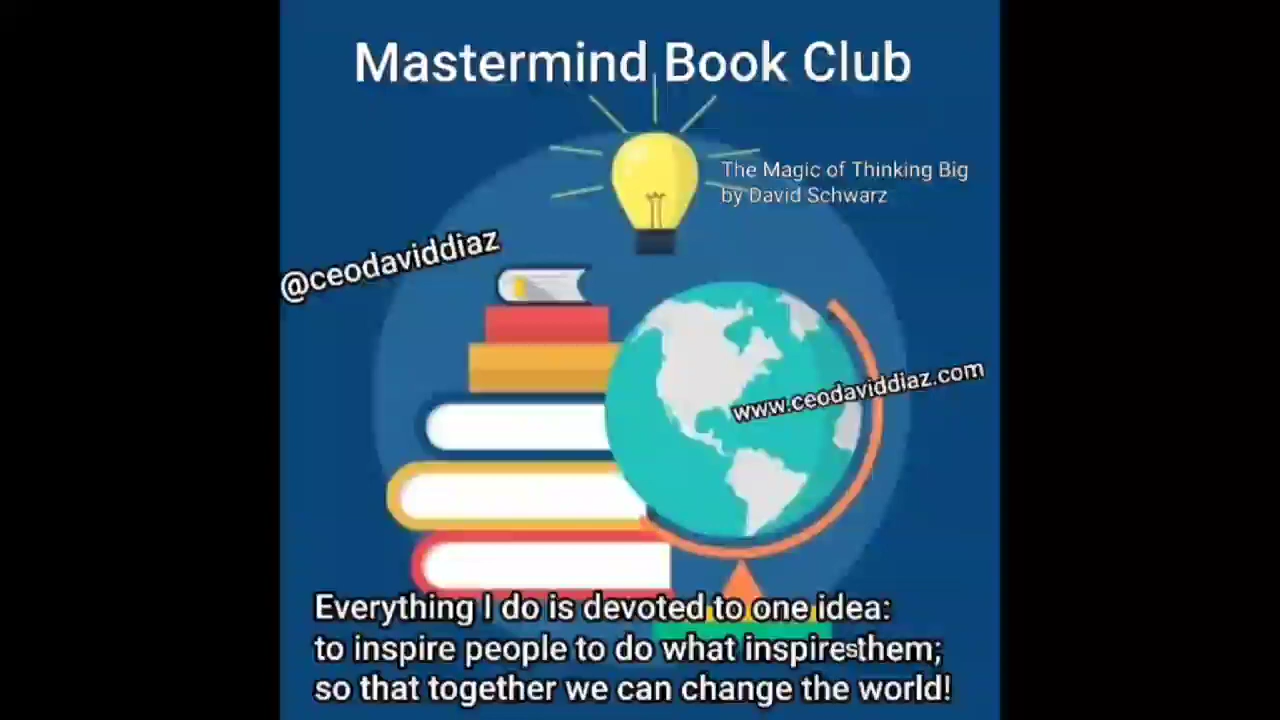 Mastermind Book Club
The Magic of Thinking Big
by David Schwarz
@ceodaviddiaz
www.ceodaviddiaz.com
Everything I do is devoted to one idea:
to inspire people to do what inspires them;
so that together we can change the world!